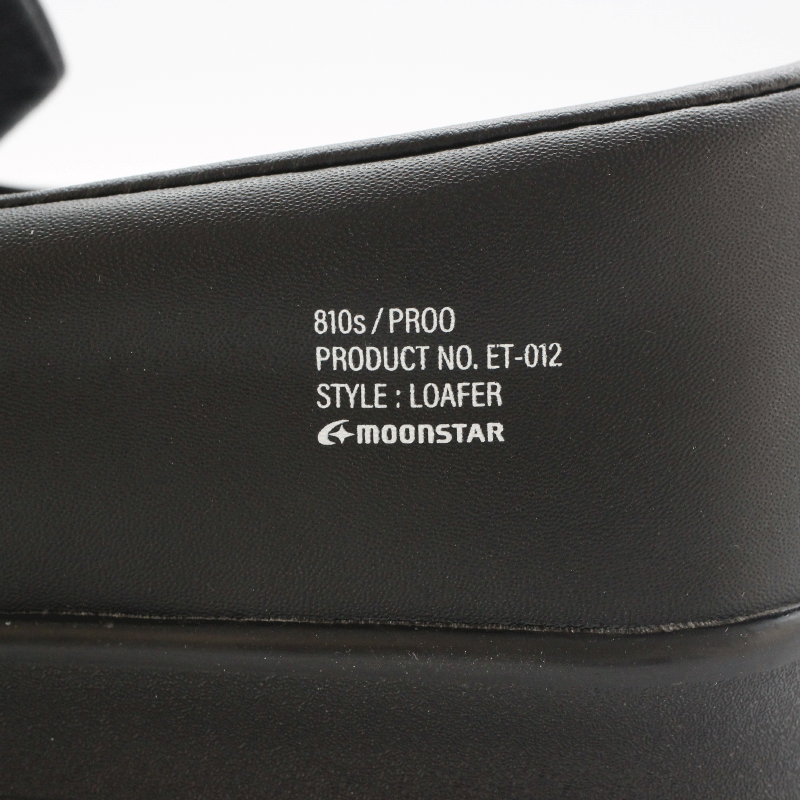 810s / PROO
PRODUCT NO. ET-012
STYLE : LOAFER
MOONSTAR